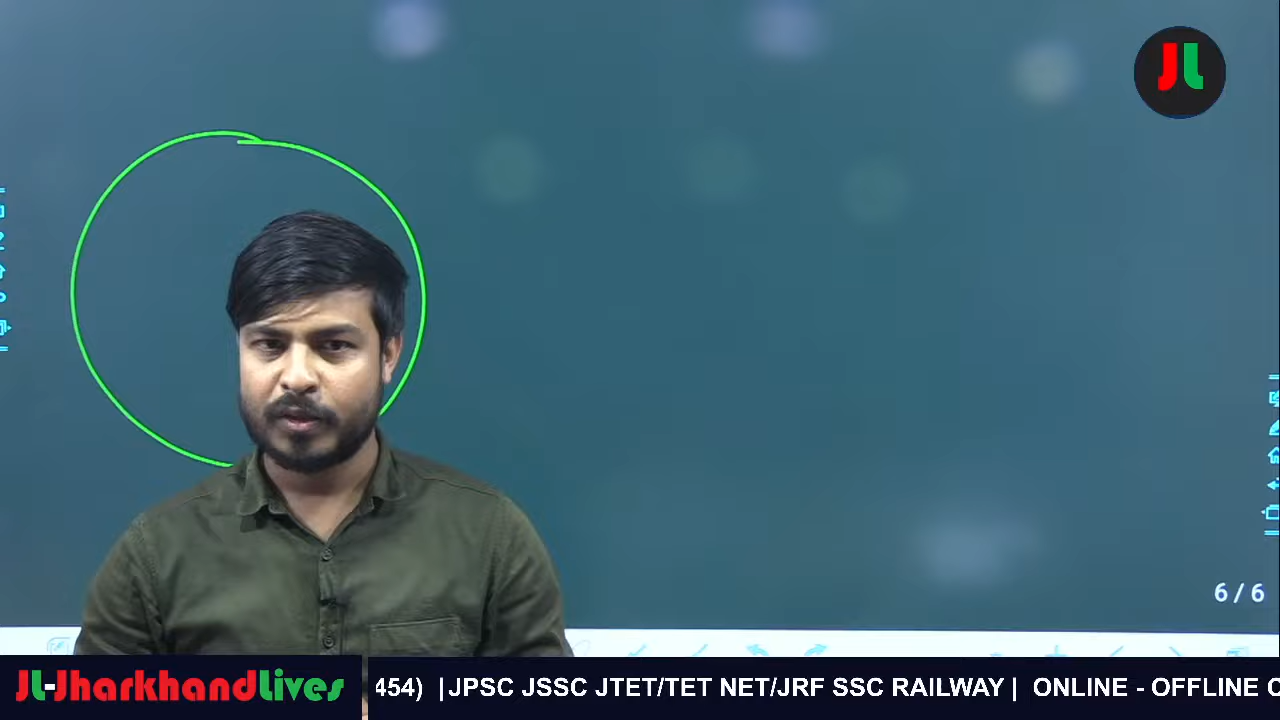 JL
6 / 6
JL-JharkhandLives
454) | JPSC JSSC JTET/TET NET/JRF SSC RAILWAY | ONLINE - OFFLINE C